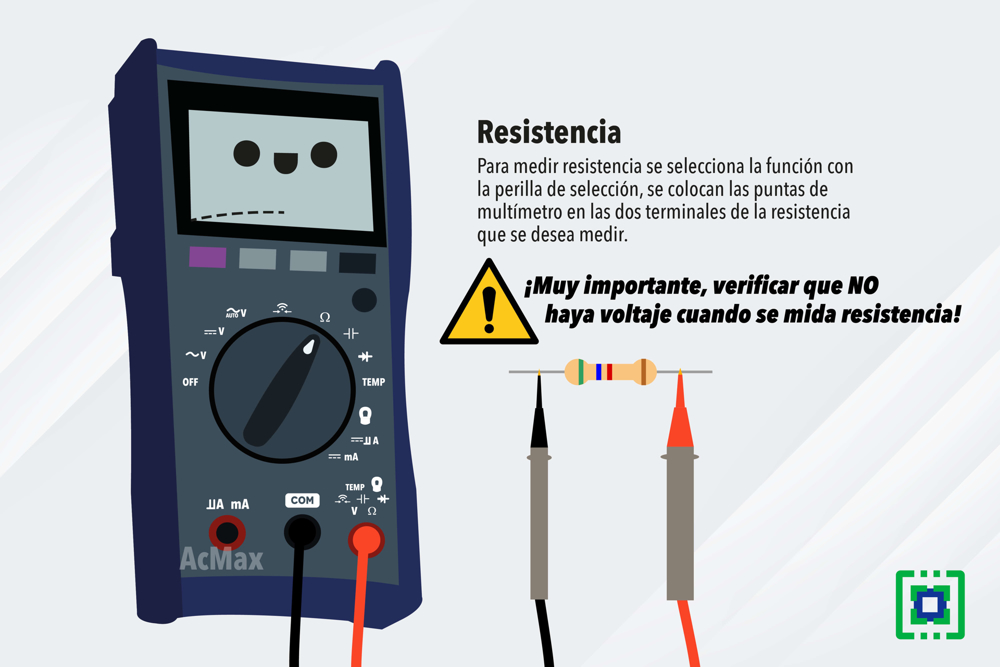 Resistencia
Para medir resistencia se selecciona la función con
la perilla de selección, se colocan las puntas de
multímetro en las dos terminales de la resistencia
que se desea medir.
¡Muy importante, verificar que NO
haya voltaje cuando se mida resistencia!
AUTO V
Ω
V
V
OFF
TEMP
µA
mA
TEMP
V Ω
µA mA
COM
AcMax